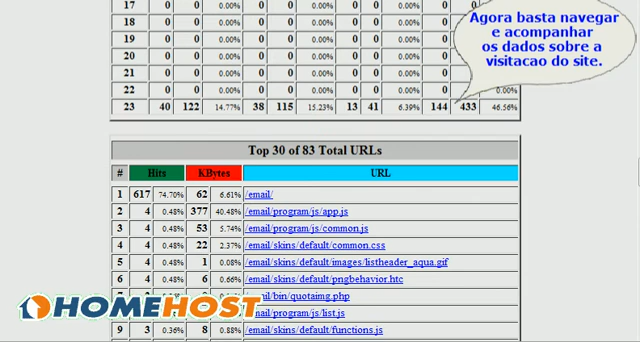 17 0 0 0.00% 0 0 0.00% 0 0 0.00% 0
Agora basta navegar
e acompanhar
os dados sobre a
visitacao do site.
18 0 0 0.00% 0 0 0.00% 0 0 0.00% 0
19 0 0 0.00% 0 0 0.00% 0 0 0.00% 0
20 0 0 0.00% 0 0 0.00% 0 0 0.00% 0
21 0 0 0.00% 0 0 0.00% 0 0 0.00% 0
22 0 0 0.00% 0 0 0.00% 0 0 0.00% 0 0.00%
23 40 122 14.77% 38 115 15.23% 13 41 6.39% 144 433 46.56%
Top 30 of 83 Total URLs
# Hits KBytes URL
1 617 74.70% 62 6.61% /email/
2 4 0.48% 377 40.48% /email/program/js/app.js
3 4 0.48% 53 5.74% /email/program/js/common.js
4 4 0.48% 22 2.37% /email/skins/default/common.css
5 4 0.48% 1 0.08% /email/skins/default/images/listheader_aqua.gif
6 4 0.48% 6 0.66% /email/skins/default/pngbehavior.htc
/email/bin/quotaimg.php
/email/program/js/list.js
HOMEHOST
9 3 0.36% 8 0.88% /email/skins/default/functions.js